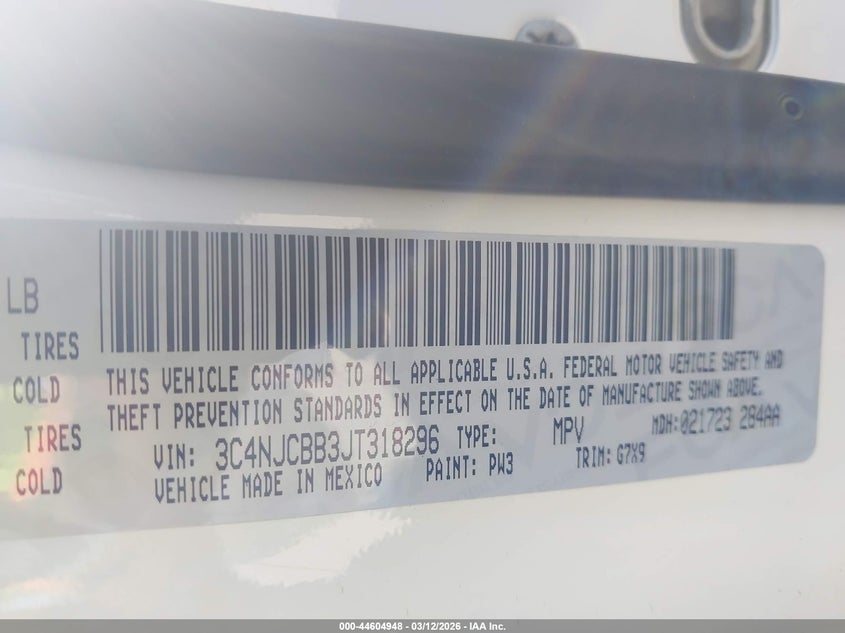 LB
TIRES
COLD
TIRES
COLD
THIS VEHICLE CONFORMS TO ALL APPLICABLE U.S.A. FEDERAL MOTOR VEHICLE SAFETY AND
THEFT PREVENTION STANDARDS IN EFFECT ON THE DATE OF MANUFACTURE SHOWN ABOVE.
VIN: 3C4NJCBB3JT318296 TYPE: MPV MDH:021723 284AA
VEHICLE MADE IN MEXICO PAINT: PW3 TRIM: G7X9
000-44604948 - 03/12/2026 - IAA Inc.